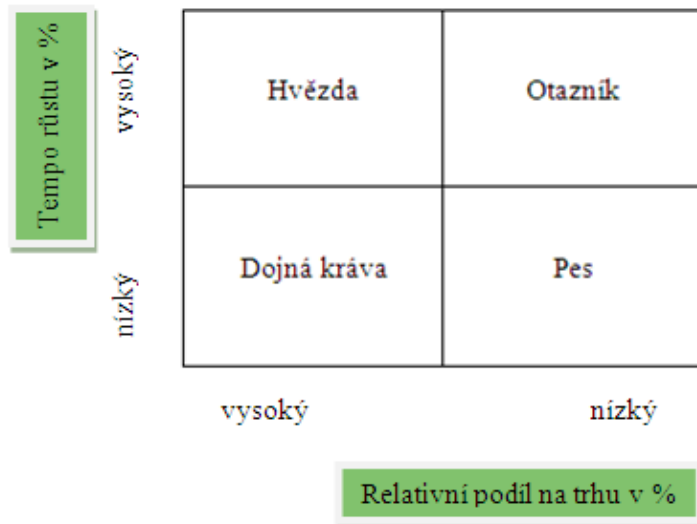 Tempo růstu v %
vysoký
Hvězda
Otazník
nízký
Dojná kráva
Pes
vysoký
nízký
Relativní podíl na trhu v %